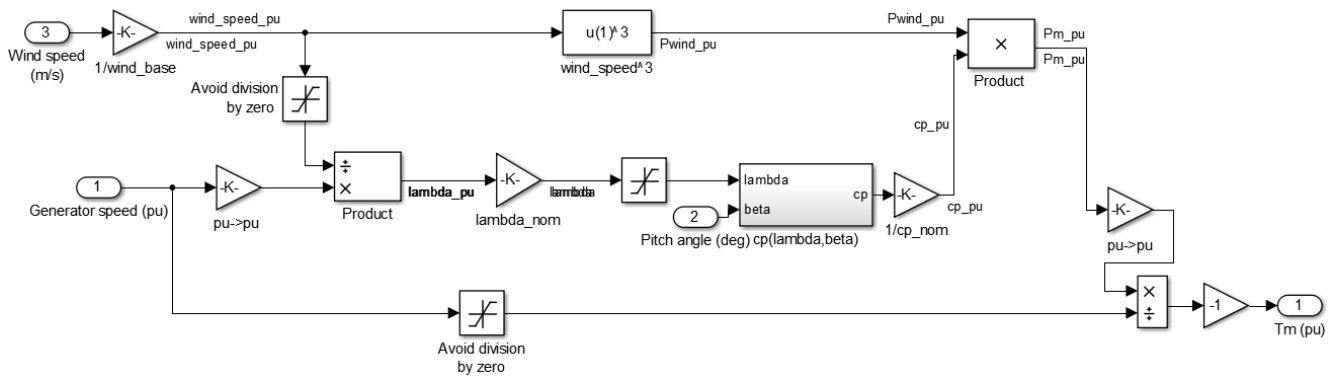 3
Wind speed
(m/s)
-K-
1/wind_base
wind_speed_pu
wind_speed_pu
Avoid division
by zero
u(1)^3
wind_speed^3
Pwind_pu
Pwind_pu
×
Product
Pm_pu
Pm_pu
1
Generator speed (pu)
-K-
pu->pu
÷
×
Product
lambda_pu
-K-
lambda_nom
lambda
2
Pitch angle (deg)
lambda
beta
cp
cp(lambda,beta)
-K-
1/cp_nom
cp_pu
cp_pu
-K-
pu->pu
Avoid division
by zero
×
÷
-1
1
Tm (pu)